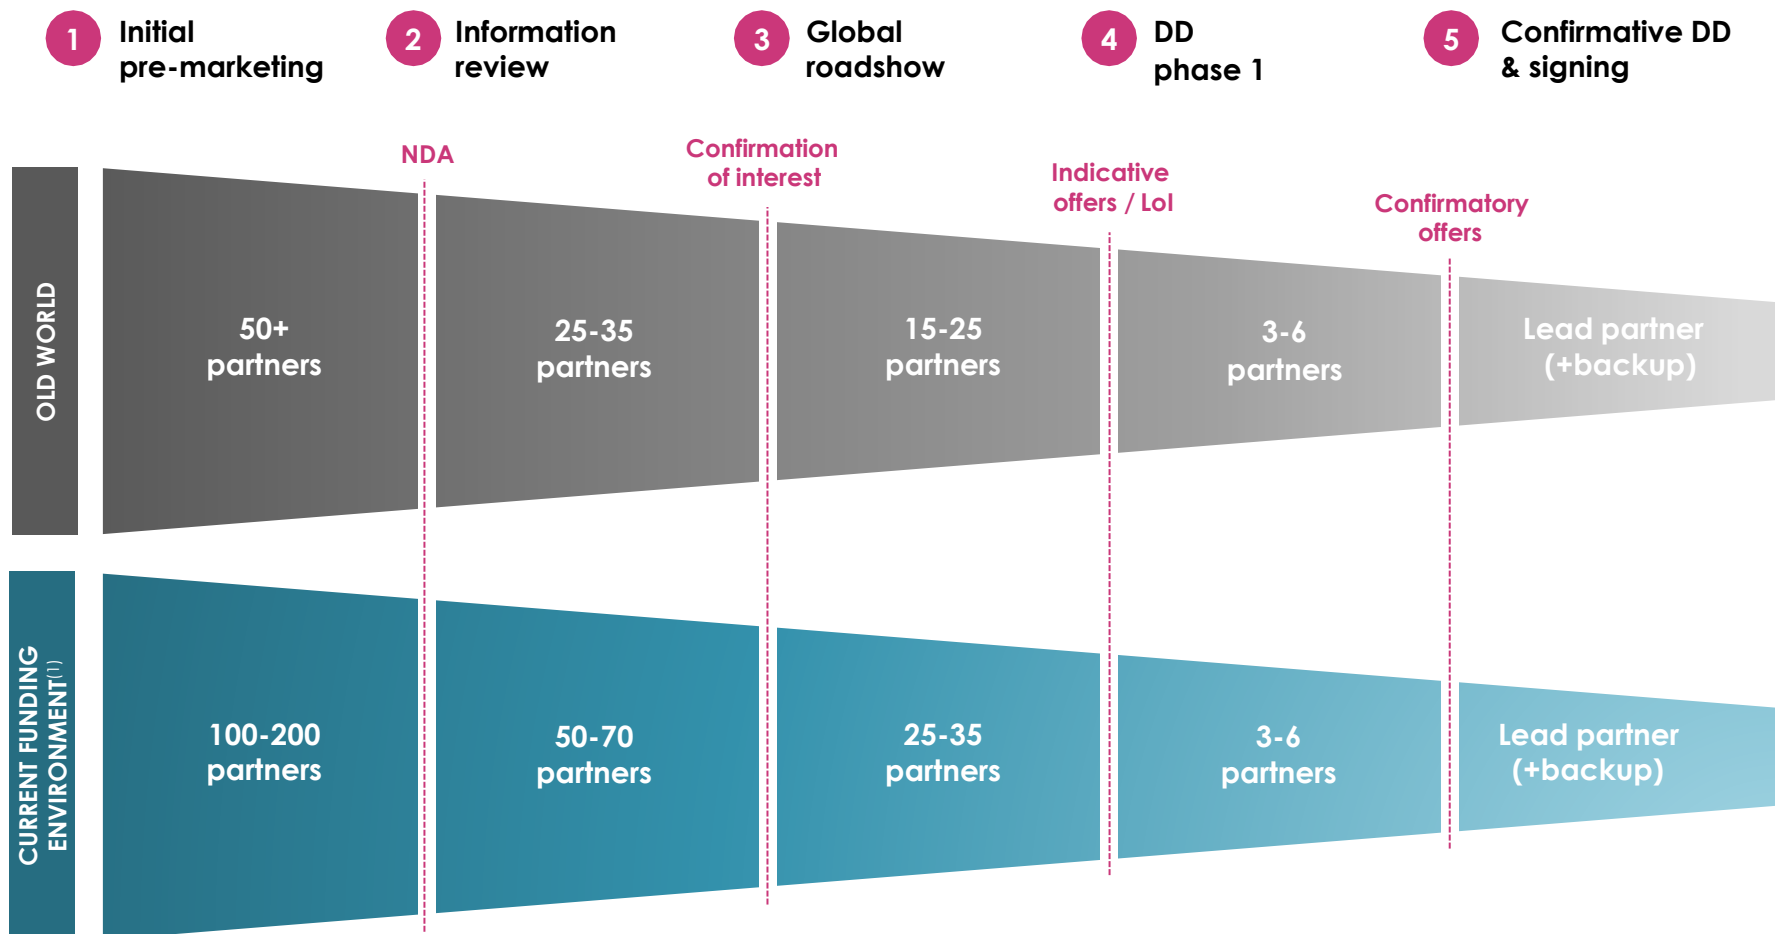 1
Initial
pre-marketing
2
Information
review
3
Global
roadshow
4
DD
phase 1
5
Confirmative DD
& signing
NDA
Confirmation
of interest
Indicative
offers / LoI
Confirmatory
offers
OLD WORLD
50+
partners
25-35
partners
15-25
partners
3-6
partners
Lead partner
(+backup)
CURRENT FUNDING
ENVIRONMENT(1)
100-200
partners
50-70
partners
25-35
partners
3-6
partners
Lead partner
(+backup)